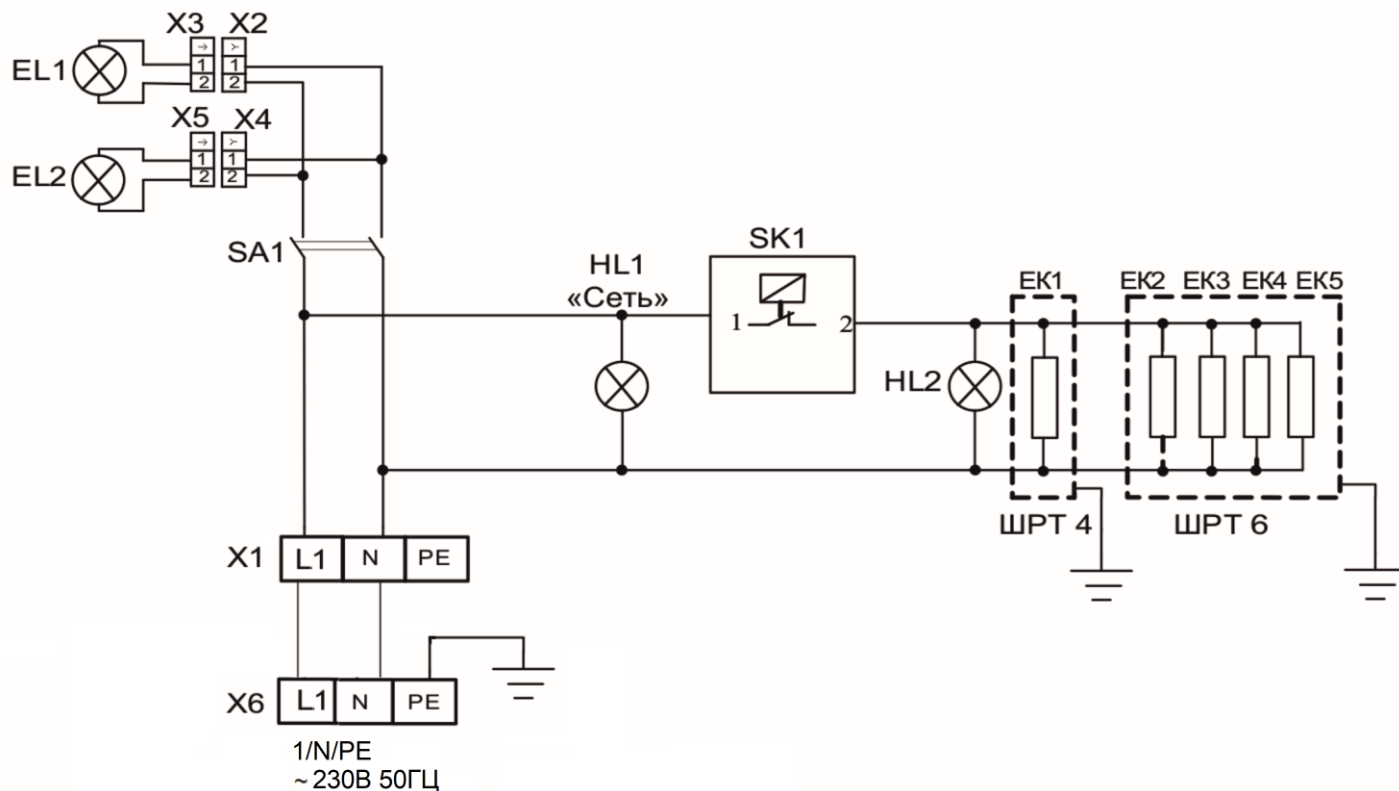 X3 X2
EL1
1 1
2 2
X5 X4
EL2
1 1
2 2
SA1
HL1
«Сеть»
SK1
1 2
HL2
EK1
EK2 EK3 EK4 EK5
ШРТ 4
ШРТ 6
X1 L1 N PE
X6 L1 N PE
1/N/PE
~230В 50ГЦ